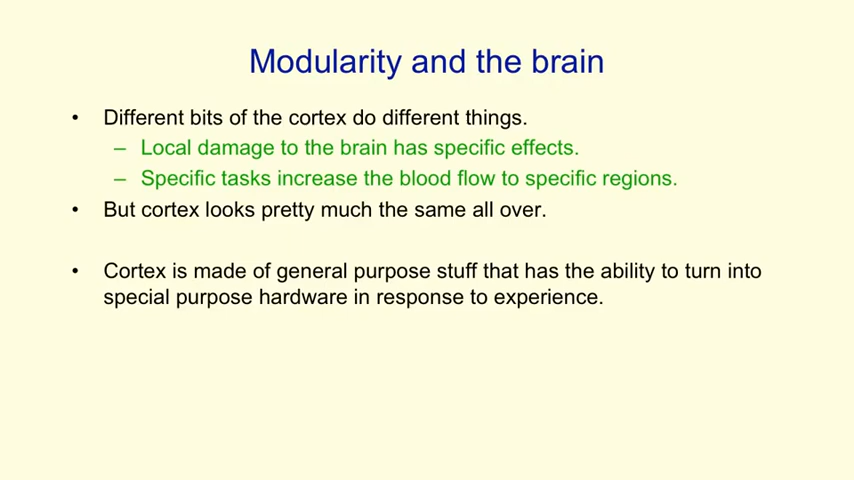 Modularity and the brain
• Different bits of the cortex do different things.
– Local damage to the brain has specific effects.
– Specific tasks increase the blood flow to specific regions.
• But cortex looks pretty much the same all over.
• Cortex is made of general purpose stuff that has the ability to turn into
special purpose hardware in response to experience.